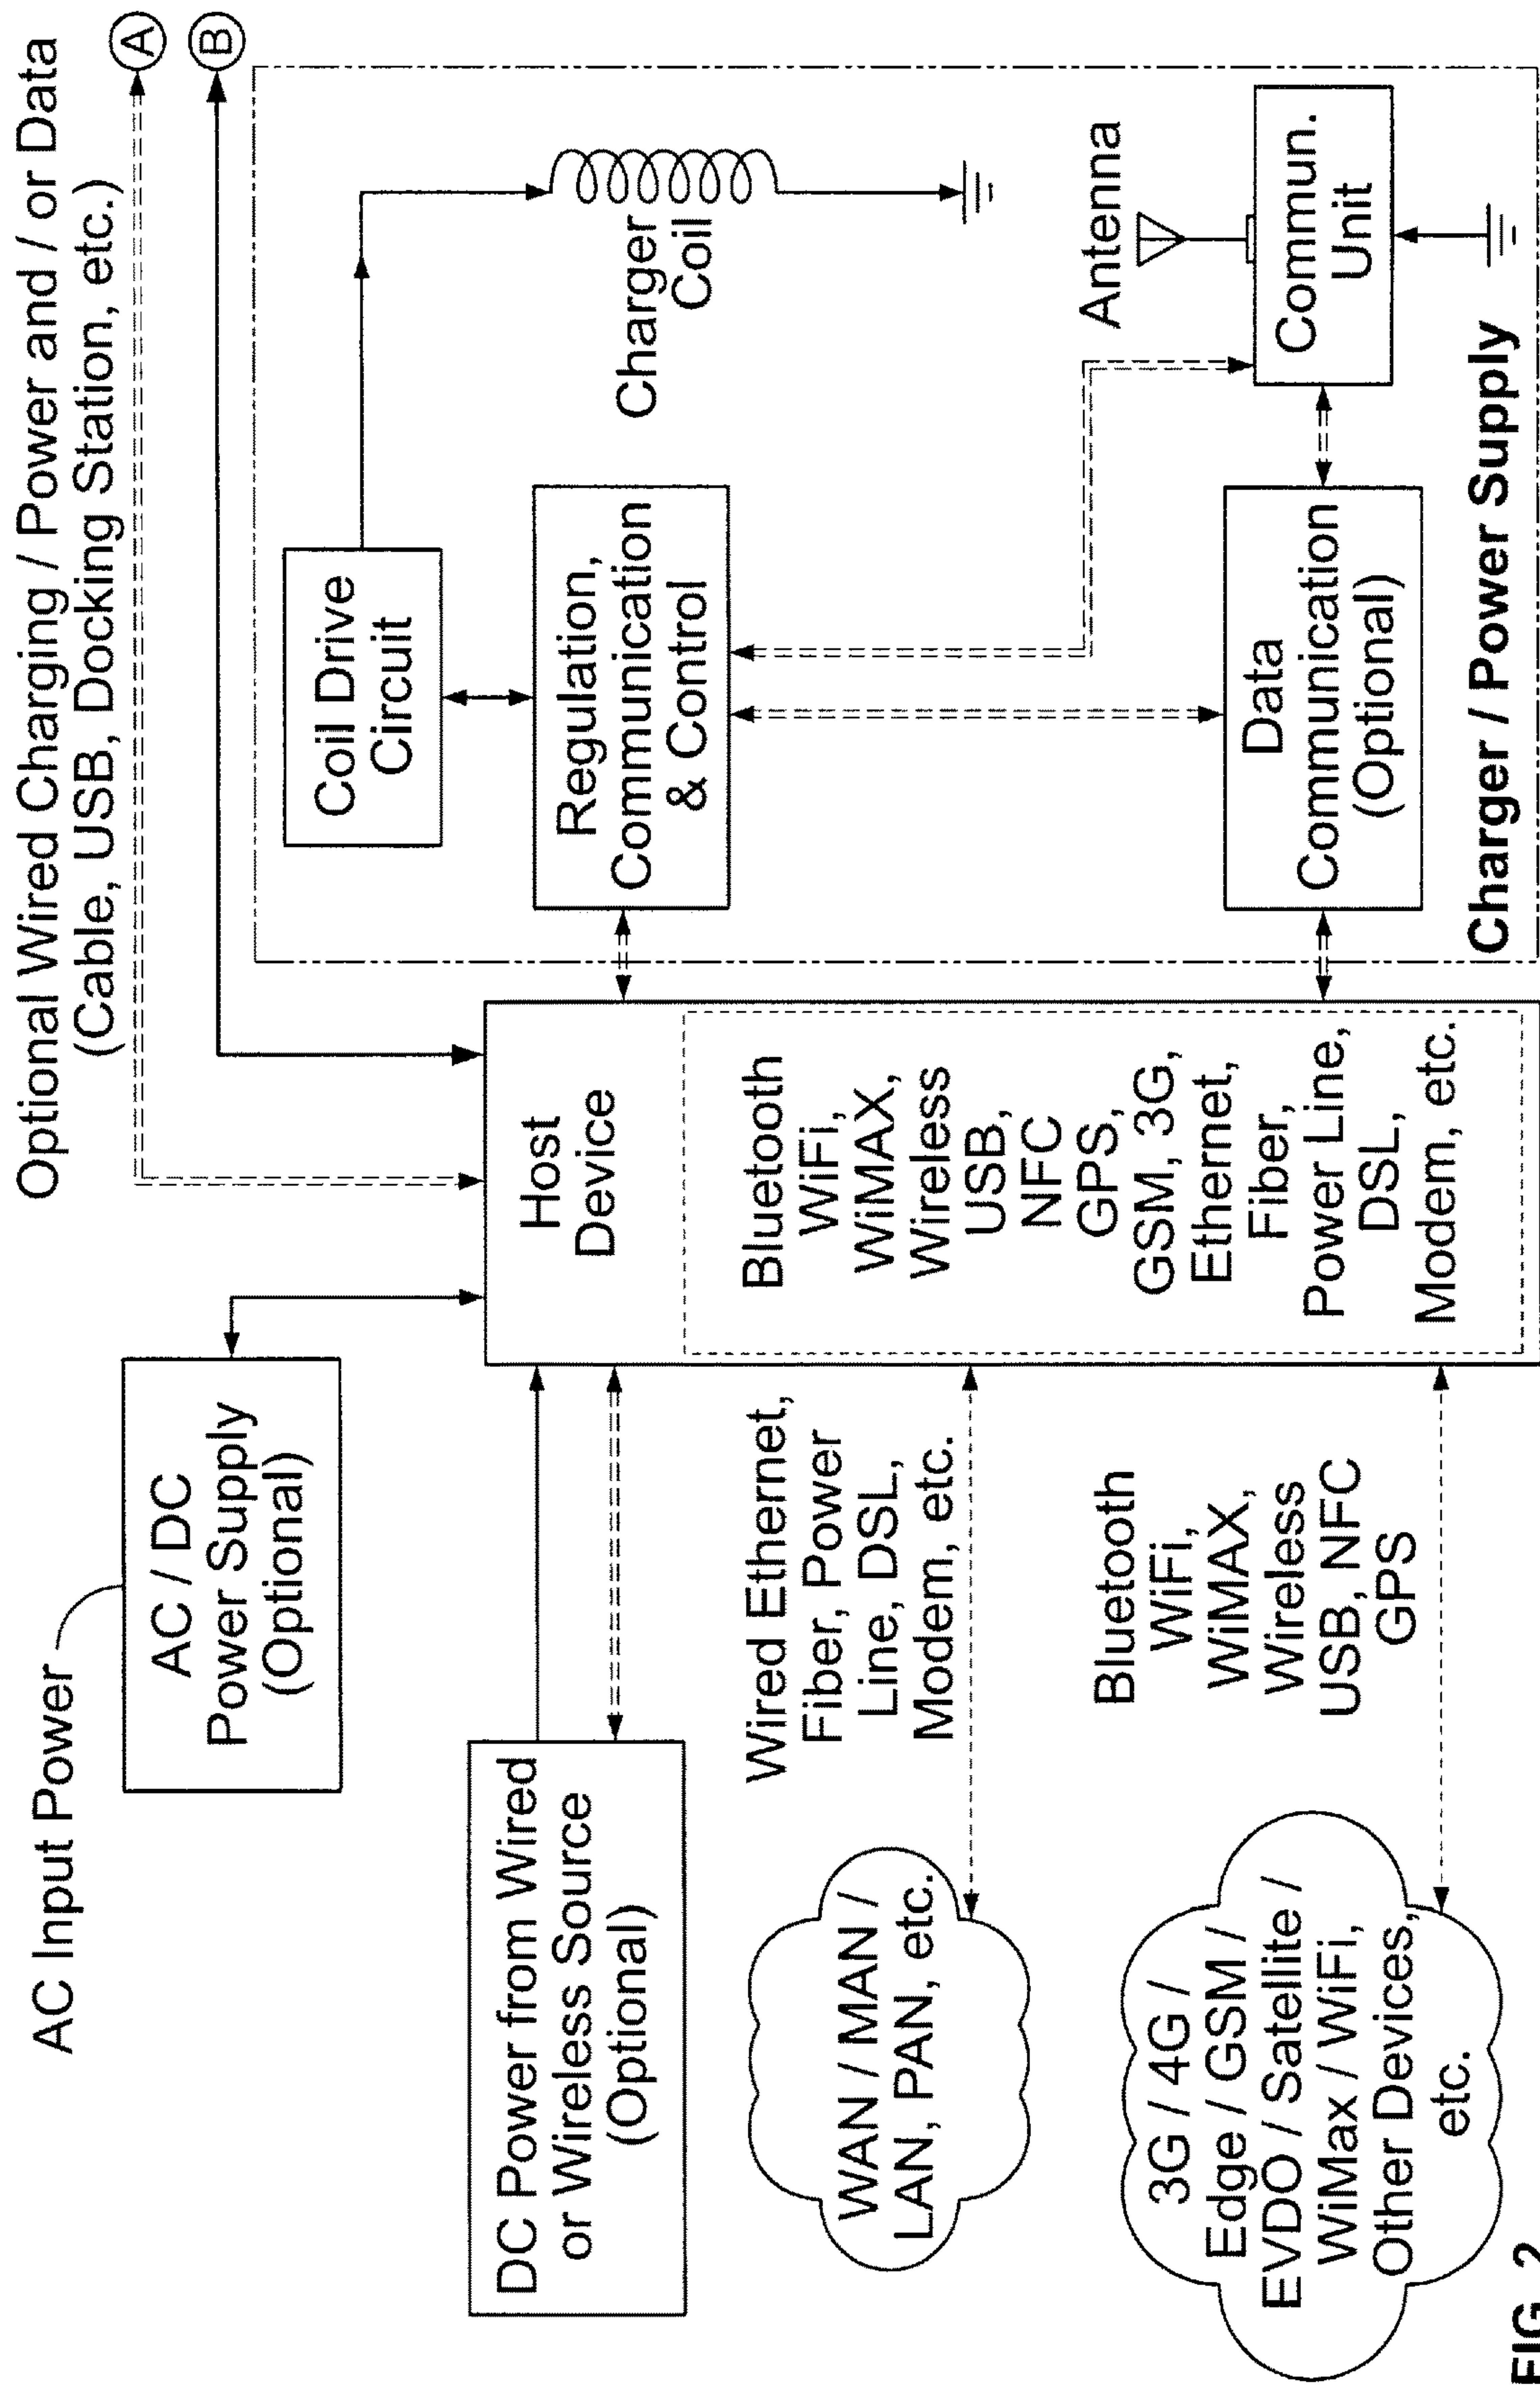 Optional Wired Charging / Power and / or Data
(Cable, USB, Docking Station, etc.)
A
B
AC Input Power
AC / DC
Power Supply
(Optional)
DC Power from Wired
or Wireless Source
(Optional)
Host
Device
Bluetooth
WiFi,
WiMAX,
Wireless
USB,
NFC
GPS,
GSM, 3G,
Ethernet,
Fiber,
Power Line,
DSL,
Modem, etc.
Wired Ethernet,
Fiber, Power
Line, DSL,
Modem, etc.
WAN / MAN /
LAN, PAN, etc.
Bluetooth
WiFi,
WiMAX,
Wireless
USB, NFC
GPS
3G / 4G /
Edge / GSM /
EVDO / Satellite /
WiMax / WiFi,
Other Devices,
etc.
Coil Drive
Circuit
Regulation,
Communication
& Control
Charger
Coil
Antenna
Commun.
Unit
Data
Communication
(Optional)
Charger / Power Supply
FIG. 2